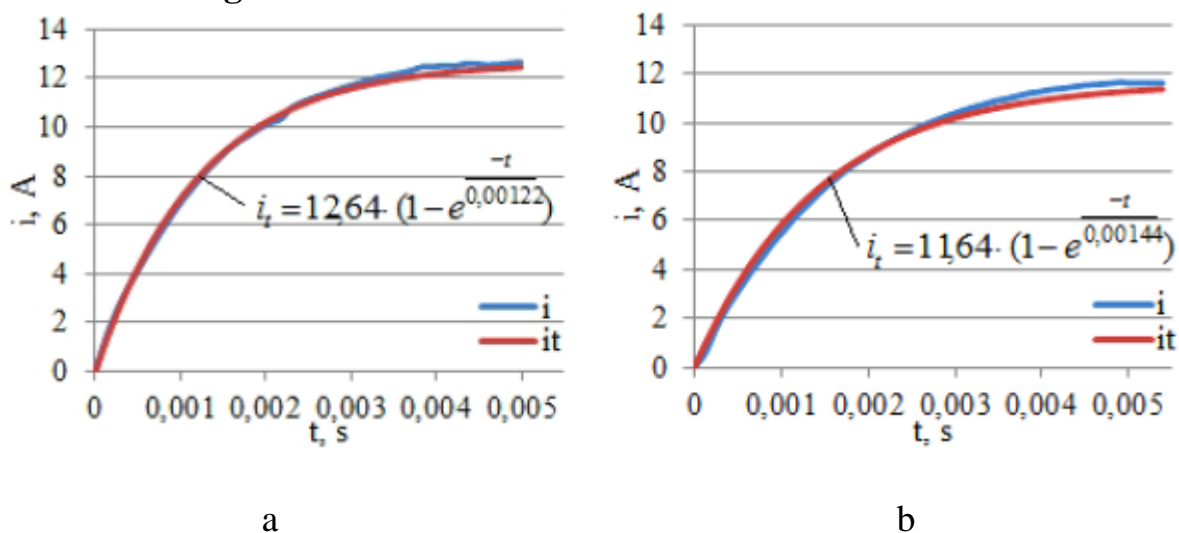 14
12
10
8
6
4
2
0
i, A
0 0,001 0,002 0,003 0,004 0,005
t, s
i_t = 12,64· (1−e^(−t/0,00122))
i
it
a
14
12
10
8
6
4
2
0
i, A
0 0,001 0,002 0,003 0,004 0,005
t, s
i_t = 11,64· (1−e^(−t/0,00144))
i
it
b